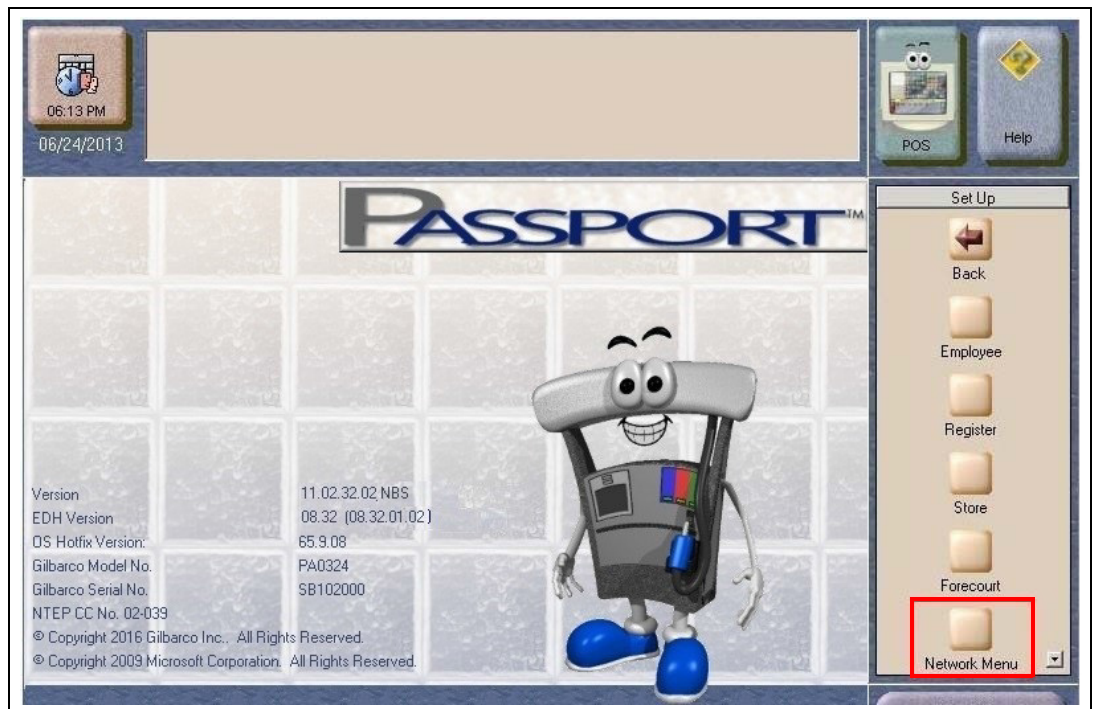 06:13 PM
06/24/2013
POS
Help
PASSPORT™
Set Up
Back
Employee
Register
Store
Forecourt
Network Menu
Version 11.02.32.02 NBS
EDH Version 08.32 (08.32.01.02)
OS Hotfix Version: 65.9.08
Gilbarco Model No. PA0324
Gilbarco Serial No. SB102000
NTEP CC No. 02-039
© Copyright 2016 Gilbarco Inc.. All Rights Reserved.
© Copyright 2009 Microsoft Corporation. All Rights Reserved.